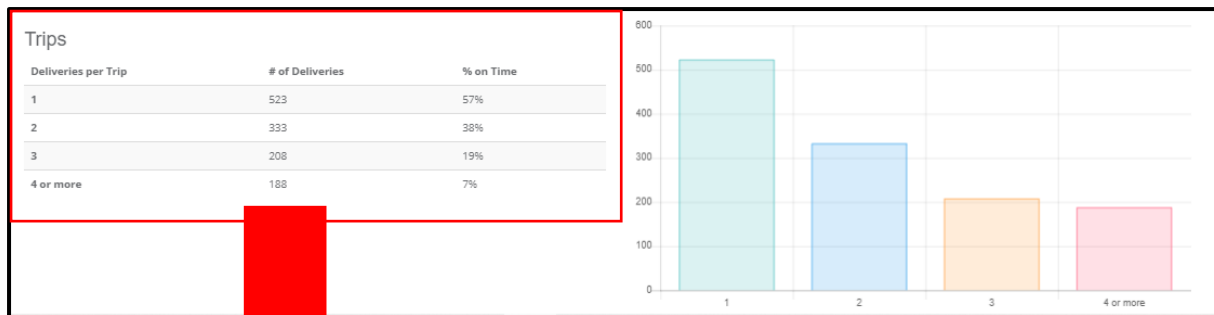 Trips
Deliveries per Trip # of Deliveries % on Time
1 523 57%
2 333 38%
3 208 19%
4 or more 188 7%
600
500
400
300
200
100
0
1 2 3 4 or more